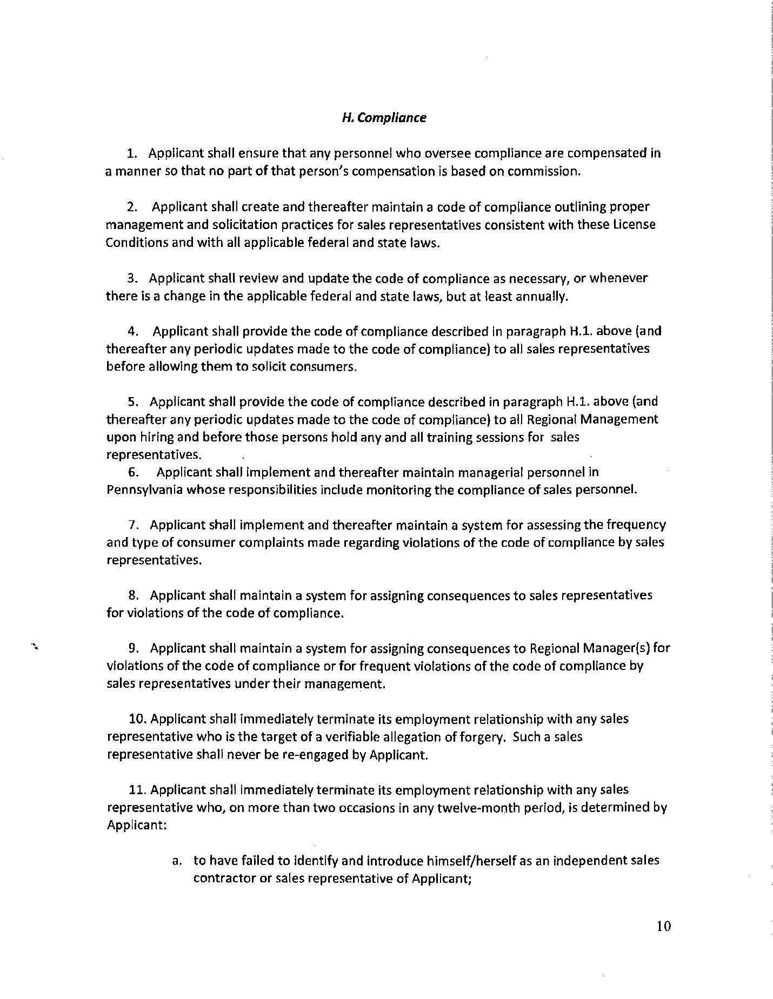 H. Compliance
1. Applicant shall ensure that any personnel who oversee compliance are compensated in
a manner so that no part of that person's compensation is based on commission.
2. Applicant shall create and thereafter maintain a code of compliance outlining proper
management and solicitation practices for sales representatives consistent with these License
Conditions and with all applicable federal and state laws.
3. Applicant shall review and update the code of compliance as necessary, or whenever
there is a change in the applicable federal and state laws, but at least annually.
4. Applicant shall provide the code of compliance described in paragraph H.1. above (and
thereafter any periodic updates made to the code of compliance) to all sales representatives
before allowing them to solicit consumers.
5. Applicant shall provide the code of compliance described in paragraph H.1. above (and
thereafter any periodic updates made to the code of compliance) to all Regional Management
upon hiring and before those persons hold any and all training sessions for sales
representatives.
6. Applicant shall implement and thereafter maintain managerial personnel in
Pennsylvania whose responsibilities include monitoring the compliance of sales personnel.
7. Applicant shall implement and thereafter maintain a system for assessing the frequency
and type of consumer complaints made regarding violations of the code of compliance by sales
representatives.
8. Applicant shall maintain a system for assigning consequences to sales representatives
for violations of the code of compliance.
9. Applicant shall maintain a system for assigning consequences to Regional Manager(s) for
violations of the code of compliance or for frequent violations of the code of compliance by
sales representatives under their management.
10. Applicant shall immediately terminate its employment relationship with any sales
representative who is the target of a verifiable allegation of forgery. Such a sales
representative shall never be re-engaged by Applicant.
11. Applicant shall immediately terminate its employment relationship with any sales
representative who, on more than two occasions in any twelve-month period, is determined by
Applicant:
a. to have failed to identify and introduce himself/herself as an independent sales
contractor or sales representative of Applicant;
10